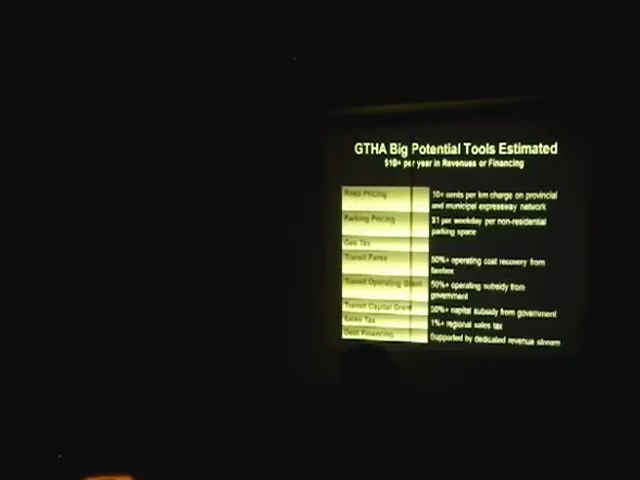 GTHA Big Potential Tools Estimated
$1B+ per year in Revenues or Financing
Road Pricing
10+ cents per km charge on provincial
and municipal expressway network
Parking Pricing
$1 per weekday per non-residential
parking space
Gas Tax
Transit Fares
50%+ operating cost recovery from
farebox
Transit Operating Grant
50%+ operating subsidy from
government
Transit Capital Grant
50%+ capital subsidy from government
Sales Tax
1%+ regional sales tax
Debt Financing
Supported by dedicated revenue stream